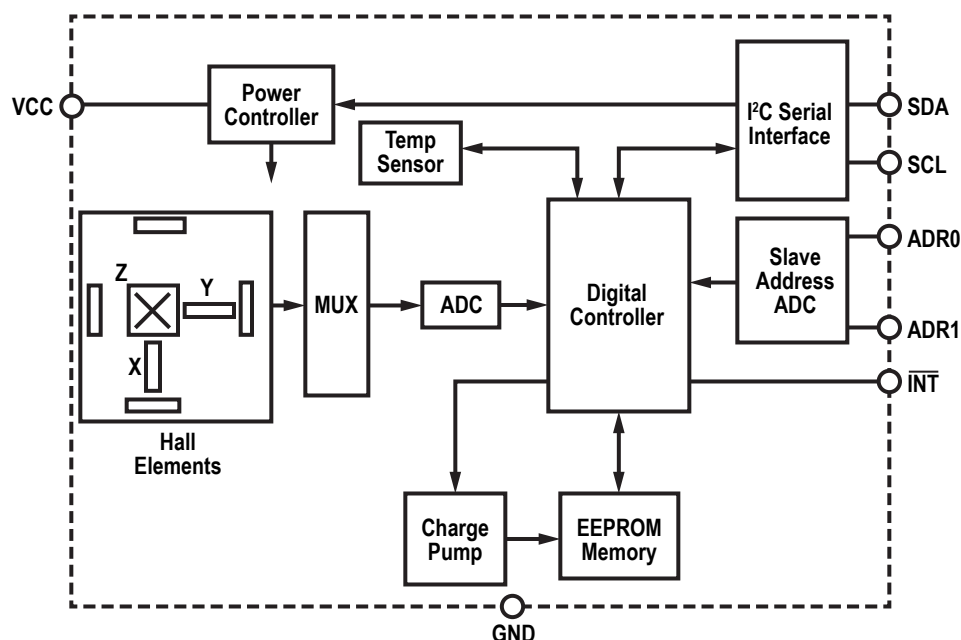 VCC
Power
Controller
Temp
Sensor
I²C Serial
Interface
SDA
SCL
Z
Y
X
Hall
Elements
MUX
ADC
Digital
Controller
Slave
Address
ADC
ADR0
ADR1
INT
Charge
Pump
EEPROM
Memory
GND